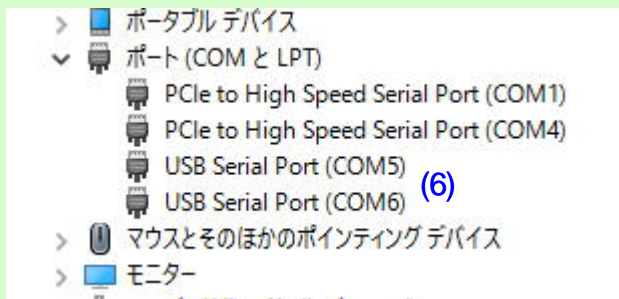 ポータブル デバイス
ポート (COM と LPT)
PCIe to High Speed Serial Port (COM1)
PCIe to High Speed Serial Port (COM4)
USB Serial Port (COM5)
(6)
USB Serial Port (COM6)
マウスとそのほかのポインティング デバイス
モニター